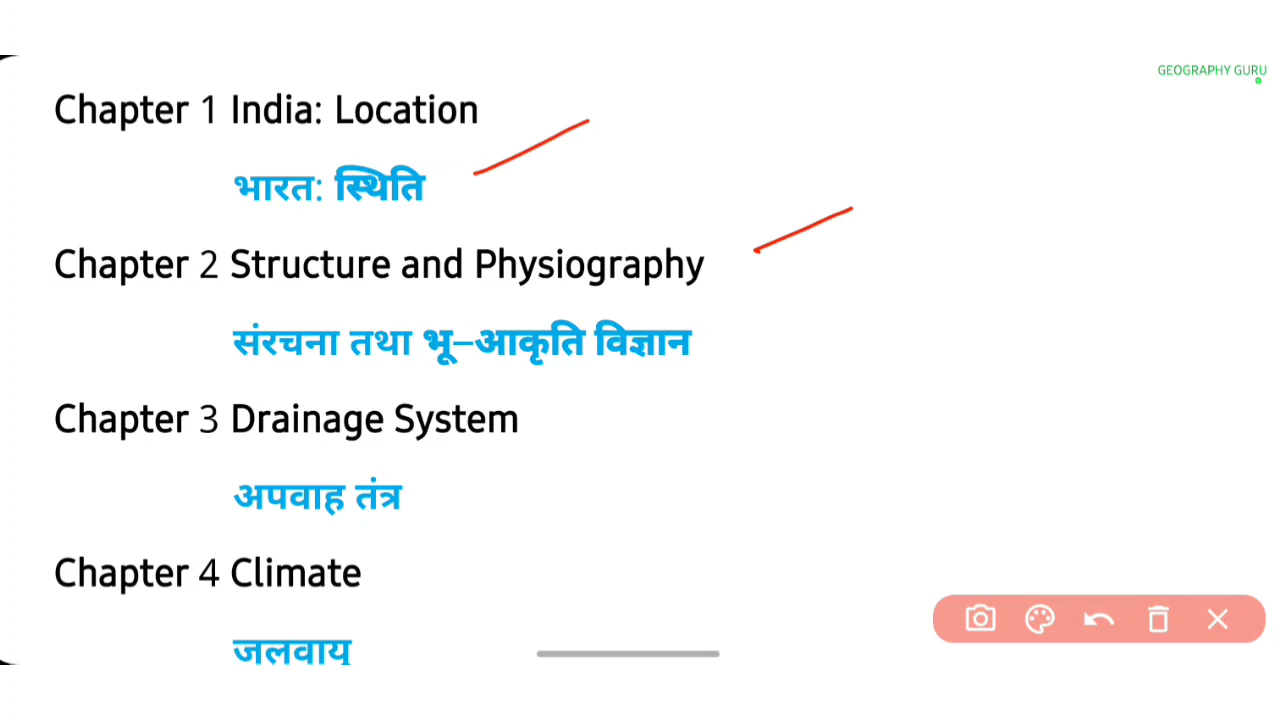 GEOGRAPHY GURU
Chapter 1 India: Location
भारत: स्थिति
Chapter 2 Structure and Physiography
संरचना तथा भू-आकृति विज्ञान
Chapter 3 Drainage System
अपवाह तंत्र
Chapter 4 Climate
जलवायु